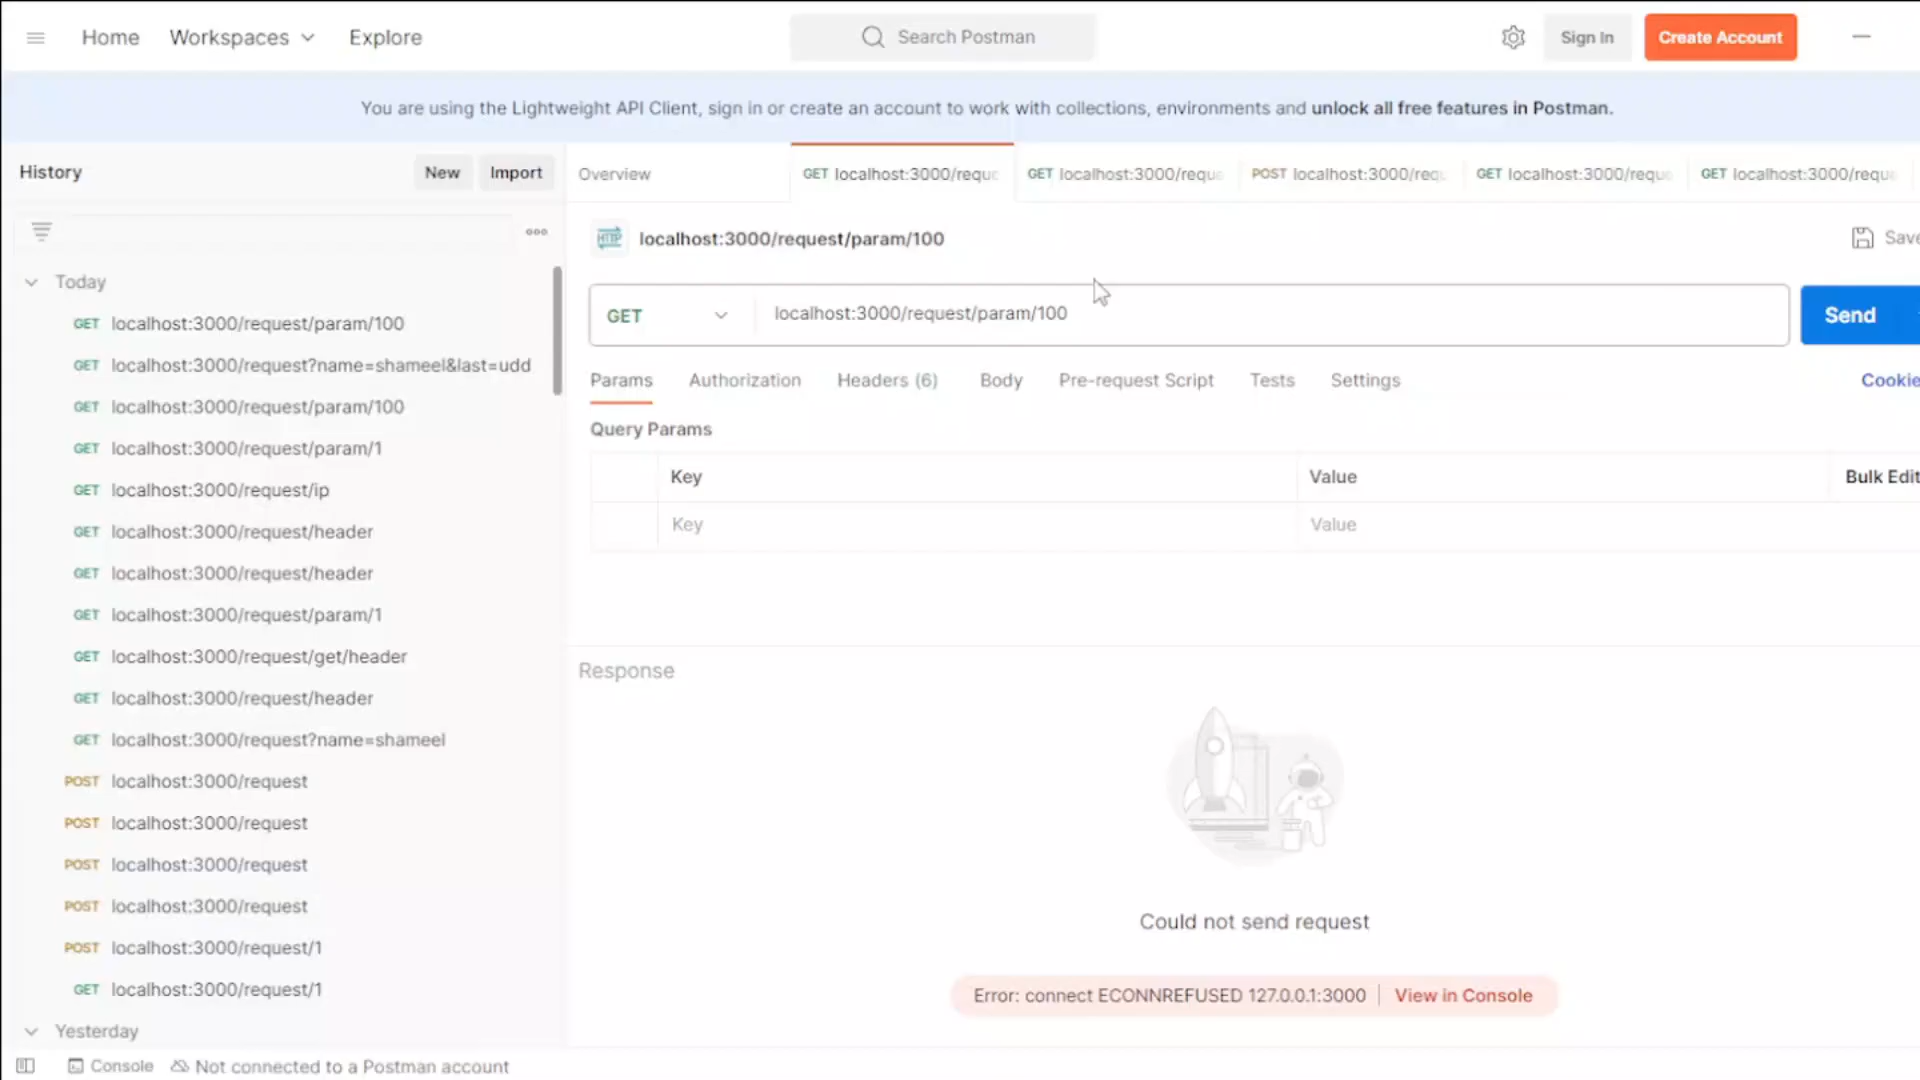 Home Workspaces Explore Search Postman Sign In Create Account
You are using the Lightweight API Client, sign in or create an account to work with collections, environments and unlock all free features in Postman.
History New Import
Overview GET localhost:3000/reque GET localhost:3000/reque POST localhost:3000/req GET localhost:3000/reque GET localhost:3000/reque
HTTP localhost:3000/request/param/100 Save
GET localhost:3000/request/param/100 Send
Params Authorization Headers (6) Body Pre-request Script Tests Settings Cookie
Query Params
Key Value Bulk Edit
Key Value
Today
GET localhost:3000/request/param/100
GET localhost:3000/request?name=shameel&last=udd
GET localhost:3000/request/param/100
GET localhost:3000/request/param/1
GET localhost:3000/request/ip
GET localhost:3000/request/header
GET localhost:3000/request/header
GET localhost:3000/request/param/1
GET localhost:3000/request/get/header
GET localhost:3000/request/header
GET localhost:3000/request?name=shameel
POST localhost:3000/request
POST localhost:3000/request
POST localhost:3000/request
POST localhost:3000/request
POST localhost:3000/request/1
GET localhost:3000/request/1
Yesterday
Response
Could not send request
Error: connect ECONNREFUSED 127.0.0.1:3000 View in Console
Console Not connected to a Postman account